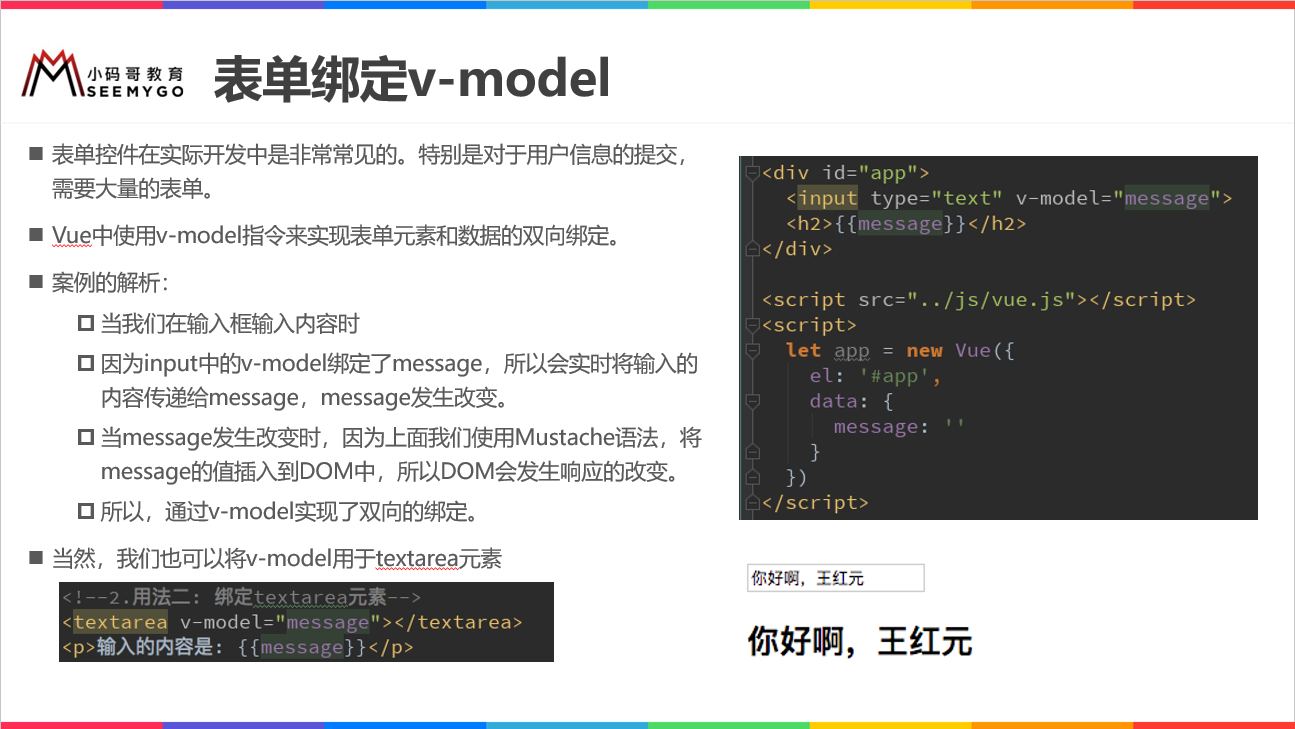 小码哥教育
SEEMYGO
表单绑定v-model
表单控件在实际开发中是非常常见的。特别是对于用户信息的提交，
需要大量的表单。
Vue中使用v-model指令来实现表单元素和数据的双向绑定。
案例的解析：
当我们在输入框输入内容时
因为input中的v-model绑定了message，所以会实时将输入的
内容传递给message，message发生改变。
当message发生改变时，因为上面我们使用Mustache语法，将
message的值插入到DOM中，所以DOM会发生响应的改变。
所以，通过v-model实现了双向的绑定。
当然，我们也可以将v-model用于textarea元素
<!--2.用法二: 绑定textarea元素-->
<textarea v-model="message"></textarea>
<p>输入的内容是: {{message}}</p>
<div id="app">
  <input type="text" v-model="message">
  <h2>{{message}}</h2>
</div>
<script src="../js/vue.js"></script>
<script>
  let app = new Vue({
    el: '#app',
    data: {
      message: ''
    }
  })
</script>
你好啊，王红元
你好啊，王红元